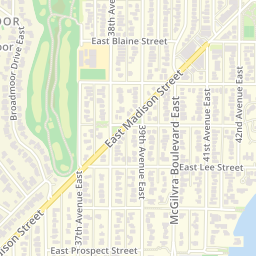 38th Avenue
East Blaine Street
OOR
Broadmoor Drive East
East Madison Street
39th Avenue East
McGilvra Boulevard East
41st Avenue East
42nd Avenue East
East Lee Street
37th Avenue East
dison Street
East Prospect Street